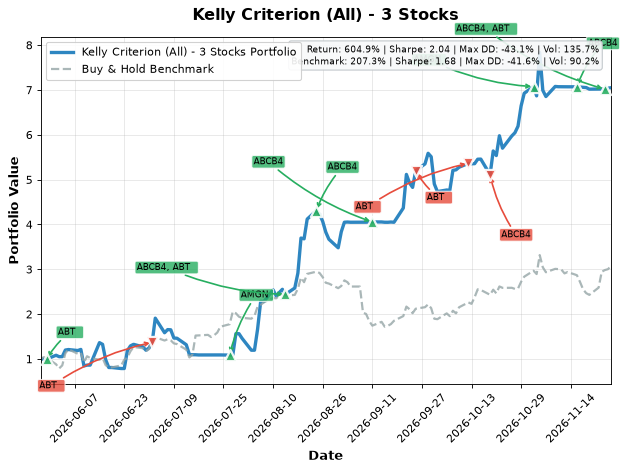 Kelly Criterion (All) - 3 Stocks
ABCB4, ABT
ABCB4
Kelly Criterion (All) - 3 Stocks Portfolio
Buy & Hold Benchmark
Return: 604.9% | Sharpe: 2.04 | Max DD: -43.1% | Vol: 135.7%
Benchmark: 207.3% | Sharpe: 1.68 | Max DD: -41.6% | Vol: 90.2%
ABCB4
ABCB4
ABT
ABT
ABCB4
ABCB4, ABT
AMGN
ABT
ABT
8
7
6
5
4
3
2
1
Portfolio Value
2026-06-07
2026-06-23
2026-07-09
2026-07-25
2026-08-10
2026-08-26
2026-09-11
2026-09-27
2026-10-13
2026-10-29
2026-11-14
Date